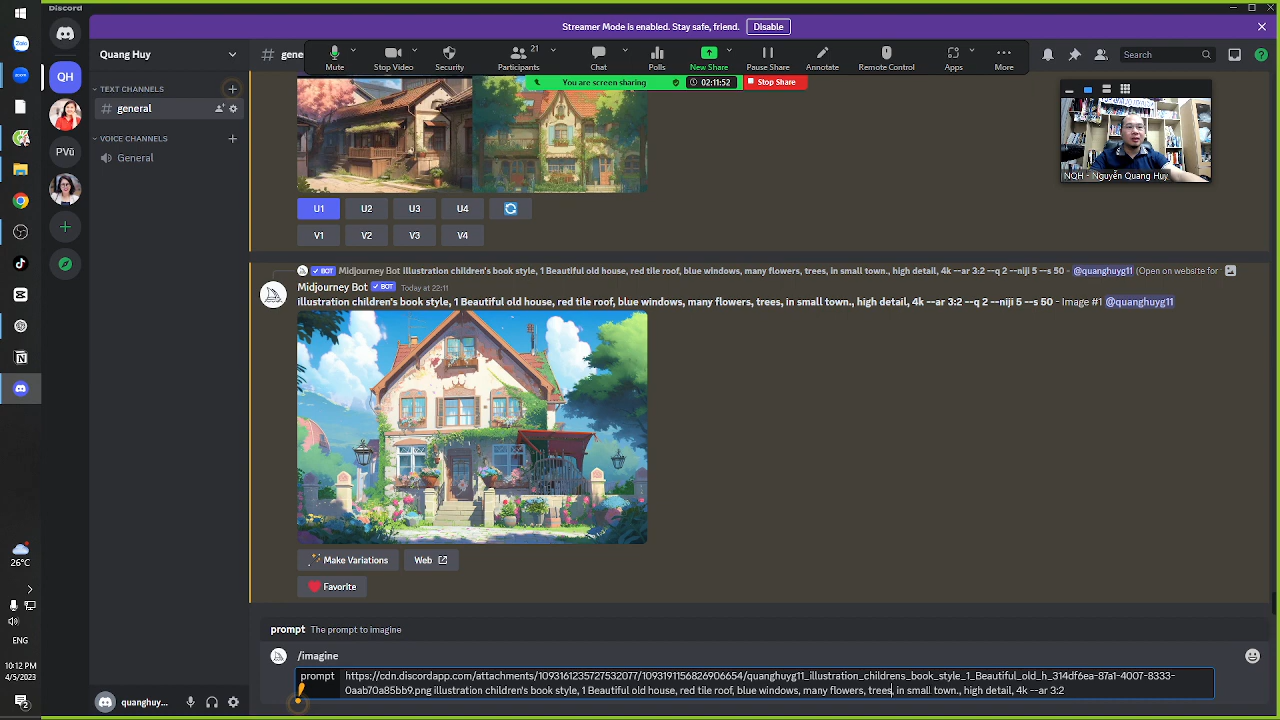 Discord
Streamer Mode is enabled. Stay safe, friend. Disable
Quang Huy
# gene
Mute
Stop Video
Security
21
Participants
Chat
Polls
New Share
Pause Share
Annotate
Remote Control
Apps
More
Search
You are screen sharing
02:11:52
Stop Share
QH
PVü
TEXT CHANNELS
# general
VOICE CHANNELS
General
NQH - Nguyễn Quang Huy
U1 U2 U3 U4
V1 V2 V3 V4
BOT Midjourney Bot illustration children's book style, 1 Beautiful old house, red tile roof, blue windows, many flowers, trees, in small town., high detail, 4k --ar 3:2 --q 2 --niji 5 --s 50 - @quanghuyg11 (Open on website for
Midjourney Bot BOT Today at 22:11
illustration children's book style, 1 Beautiful old house, red tile roof, blue windows, many flowers, trees, in small town., high detail, 4k --ar 3:2 --q 2 --niji 5 --s 50 - Image #1 @quanghuyg11
Make Variations
Web
Favorite
prompt The prompt to imagine
/imagine
prompt https://cdn.discordapp.com/attachments/1093161235727532077/1093191156826906654/quanghuyg11_illustration_childrens_book_style_1_Beautiful_old_h_314df6ea-87a1-4007-8333-
0aab70a85bb9.png illustration children's book style, 1 Beautiful old house, red tile roof, blue windows, many flowers, trees, in small town., high detail, 4k --ar 3:2
quanghuy...
26°C
ENG
10:12 PM
4/5/2023